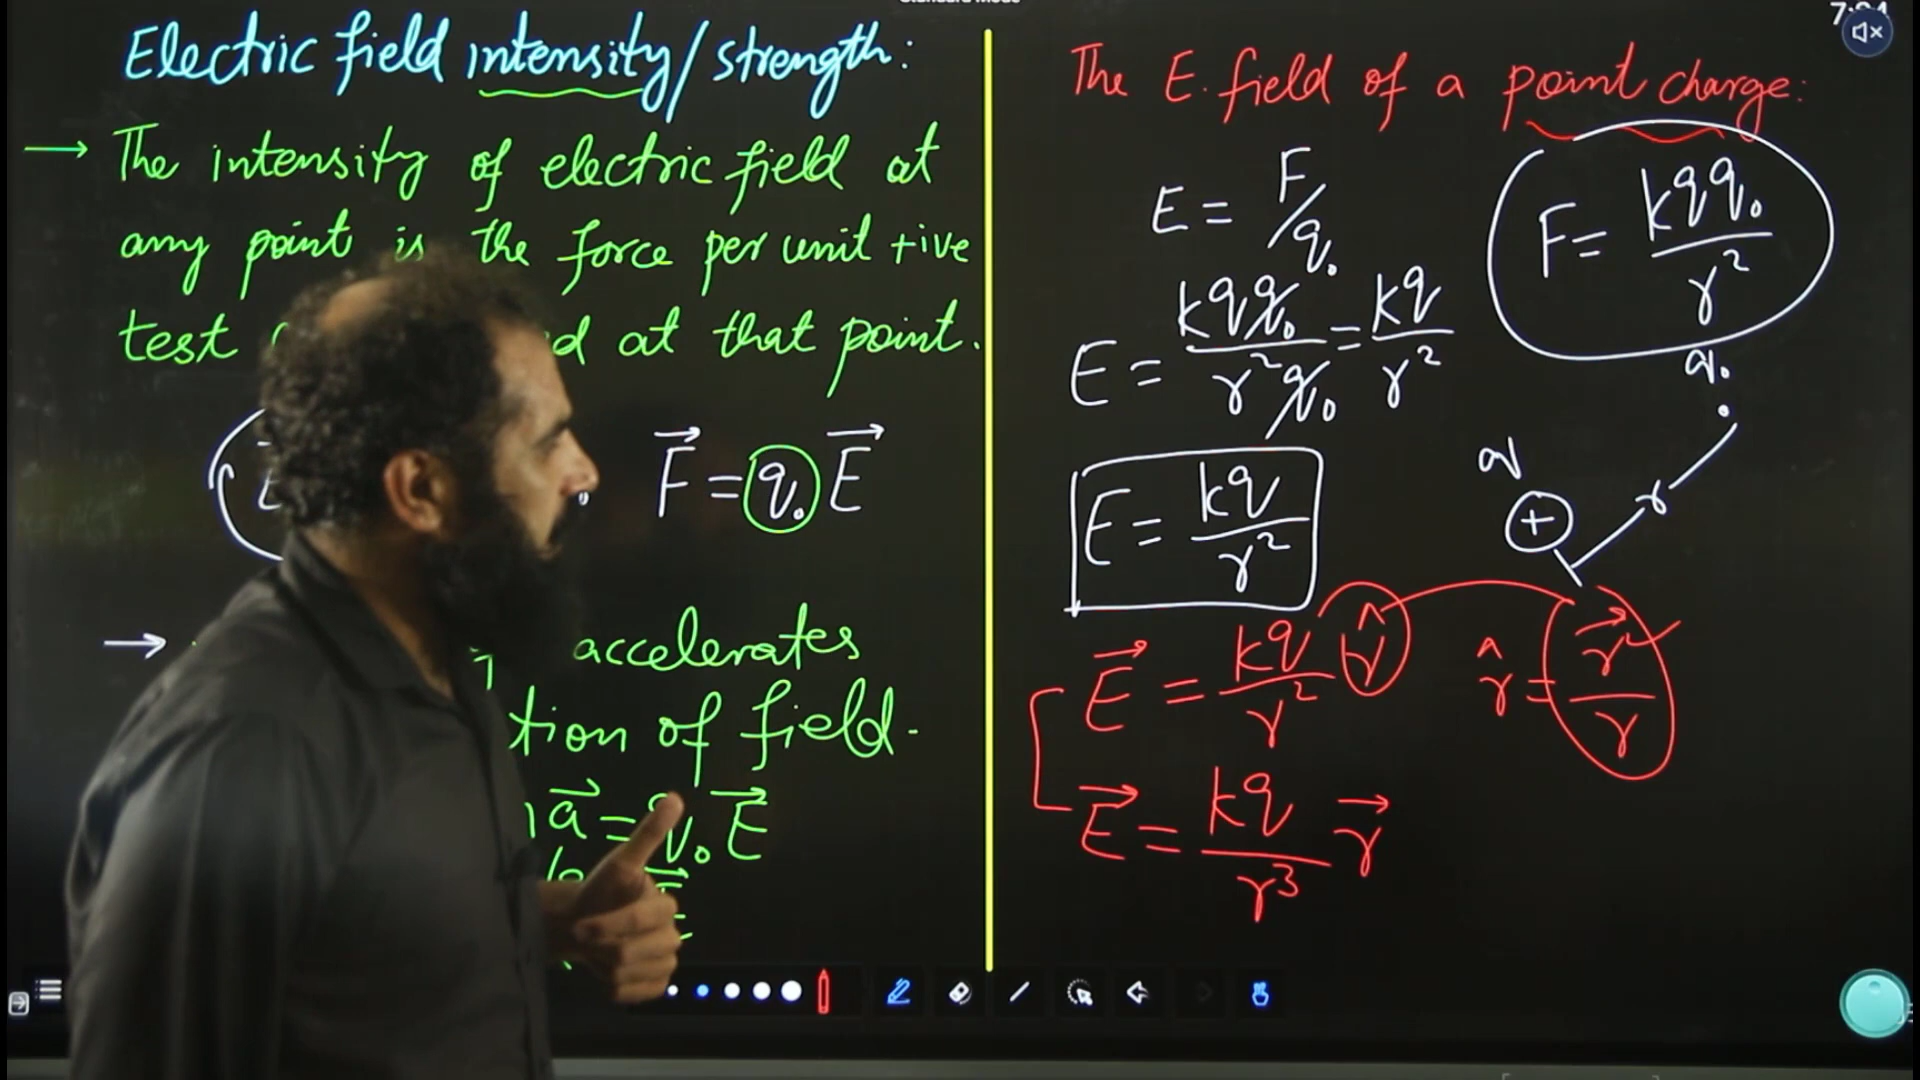 Electric field intensity/strength:
→ The intensity of electric field at
any point is the force per unit +ive
test at that point.
F⃗ = q₀ E⃗
→ accelerates
tion of field.
a⃗ = q₀ E⃗
The E. field of a point charge:
E = F/q₀
F = kqq₀/r²
E = kqq₀/r²q₀ = kq/r²
q₀
q
+
r
E = kq/r²
E⃗ = kq/r² r̂
r̂ = r⃗/r
E⃗ = kq/r³ r⃗